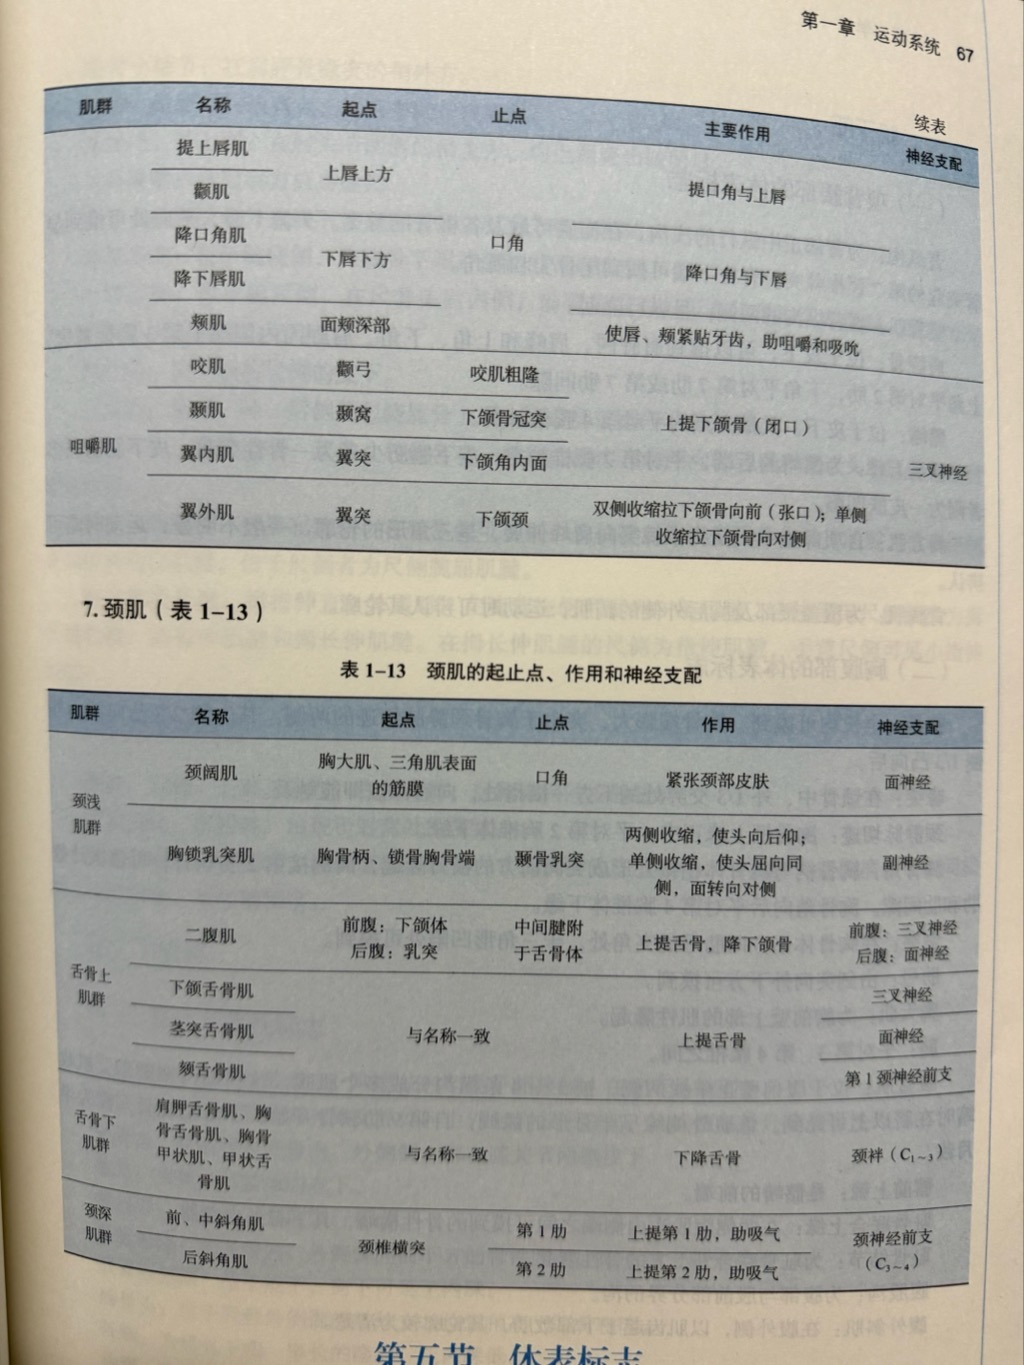 第一章 运动系统 67
续表
肌群 名称 起点 止点 主要作用 神经支配
提上唇肌 上唇上方 口角 提口角与上唇
颧肌
降口角肌 下唇下方 降口角与下唇
降下唇肌
颊肌 面颊深部 使唇、颊紧贴牙齿，助咀嚼和吸吮
咀嚼肌 咬肌 颧弓 咬肌粗隆 上提下颌骨（闭口） 三叉神经
颞肌 颞窝 下颌骨冠突
翼内肌 翼突 下颌角内面
翼外肌 翼突 下颌颈 双侧收缩拉下颌骨向前（张口）；单侧
收缩拉下颌骨向对侧
7. 颈肌（表 1-13）
表 1-13 颈肌的起止点、作用和神经支配
肌群 名称 起点 止点 作用 神经支配
颈浅
肌群
颈阔肌 胸大肌、三角肌表面
的筋膜
口角 紧张颈部皮肤 面神经
胸锁乳突肌 胸骨柄、锁骨胸骨端 颞骨乳突
两侧收缩，使头向后仰；
单侧收缩，使头屈向同
侧，面转向对侧
副神经
舌骨上
肌群
二腹肌
前腹：下颌体
后腹：乳突
中间腱附
于舌骨体
上提舌骨，降下颌骨
前腹：三叉神经
后腹：面神经
下颌舌骨肌 与名称一致 上提舌骨 三叉神经
茎突舌骨肌 面神经
颏舌骨肌 第 1 颈神经前支
舌骨下
肌群
肩胛舌骨肌、胸
骨舌骨肌、胸骨
甲状肌、甲状舌
骨肌
与名称一致 下降舌骨 颈袢（C1~3）
颈深
肌群
前、中斜角肌 颈椎横突 第 1 肋 上提第 1 肋，助吸气
颈神经前支
（C3~4）
后斜角肌 第 2 肋 上提第 2 肋，助吸气
第五节 体表标志